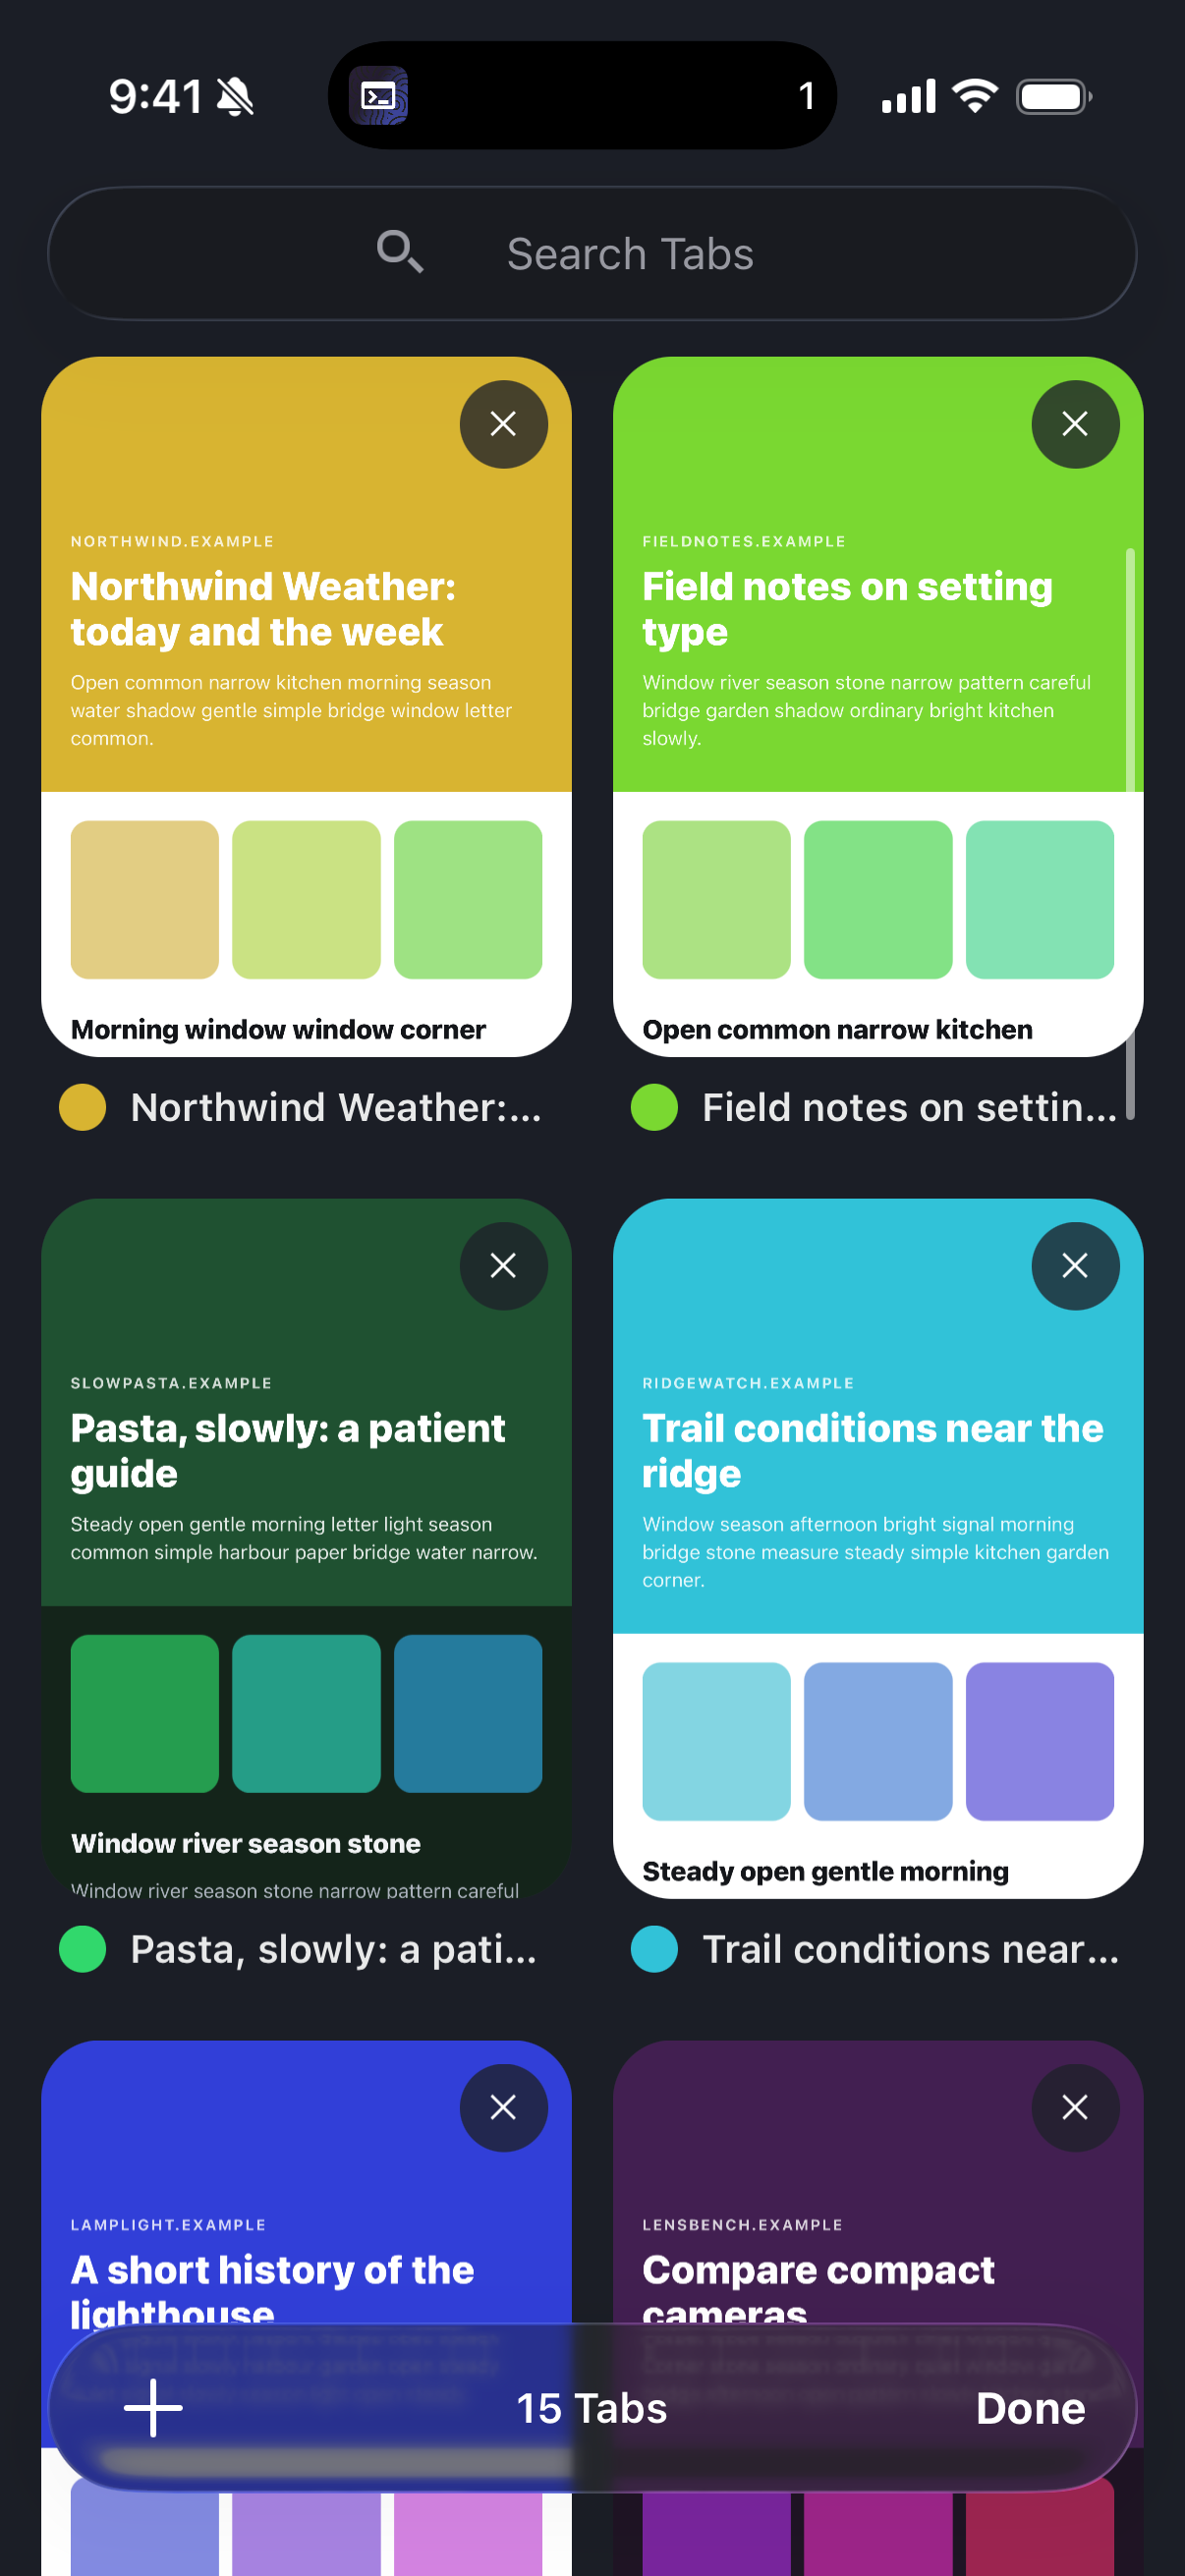 9:41
1
Search Tabs
NORTHWIND.EXAMPLE
Northwind Weather:
today and the week
Open common narrow kitchen morning season
water shadow gentle simple bridge window letter
common.
Morning window window corner
Northwind Weather:...
FIELDNOTES.EXAMPLE
Field notes on setting
type
Window river season stone narrow pattern careful
bridge garden shadow ordinary bright kitchen
slowly.
Open common narrow kitchen
Field notes on settin...
SLOWPASTA.EXAMPLE
Pasta, slowly: a patient
guide
Steady open gentle morning letter light season
common simple harbour paper bridge water narrow.
Window river season stone
Window river season stone narrow pattern careful
Pasta, slowly: a pati...
RIDGEWATCH.EXAMPLE
Trail conditions near the
ridge
Window season afternoon bright signal morning
bridge stone measure steady simple kitchen garden
corner.
Steady open gentle morning
Trail conditions near...
LAMPLIGHT.EXAMPLE
A short history of the
lighthouse
LENSBENCH.EXAMPLE
Compare compact
cameras
15 Tabs
Done